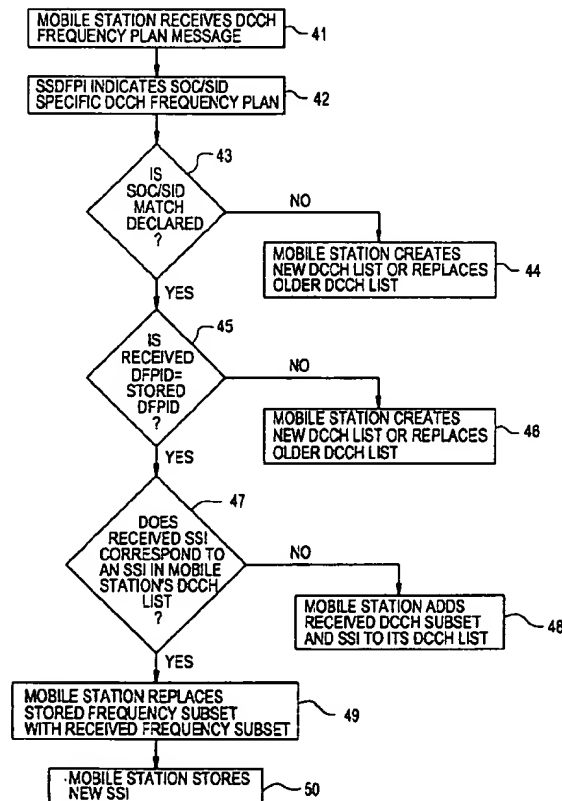 MOBILE STATION RECEIVES DCCH
FREQUENCY PLAN MESSAGE
41
SSDFPI INDICATES SOC/SID
SPECIFIC DCCH FREQUENCY PLAN
42
43
IS
SOC/SID
MATCH
DECLARED
?
NO
MOBILE STATION CREATES
NEW DCCH LIST OR REPLACES
OLDER DCCH LIST
44
YES
45
IS
RECEIVED
DFPID=
STORED
DFPID
?
NO
MOBILE STATION CREATES
NEW DCCH LIST OR REPLACES
OLDER DCCH LIST
46
YES
47
DOES
RECEIVED SSI
CORRESPOND TO
AN SSI IN MOBILE
STATION'S DCCH
LIST
?
NO
MOBILE STATION ADDS
RECEIVED DCCH SUBSET
AND SSI TO ITS DCCH LIST
48
YES
MOBILE STATION REPLACES
STORED FREQUENCY SUBSET
WITH RECEIVED FREQUENCY SUBSET
49
MOBILE STATION STORES
NEW SSI
50